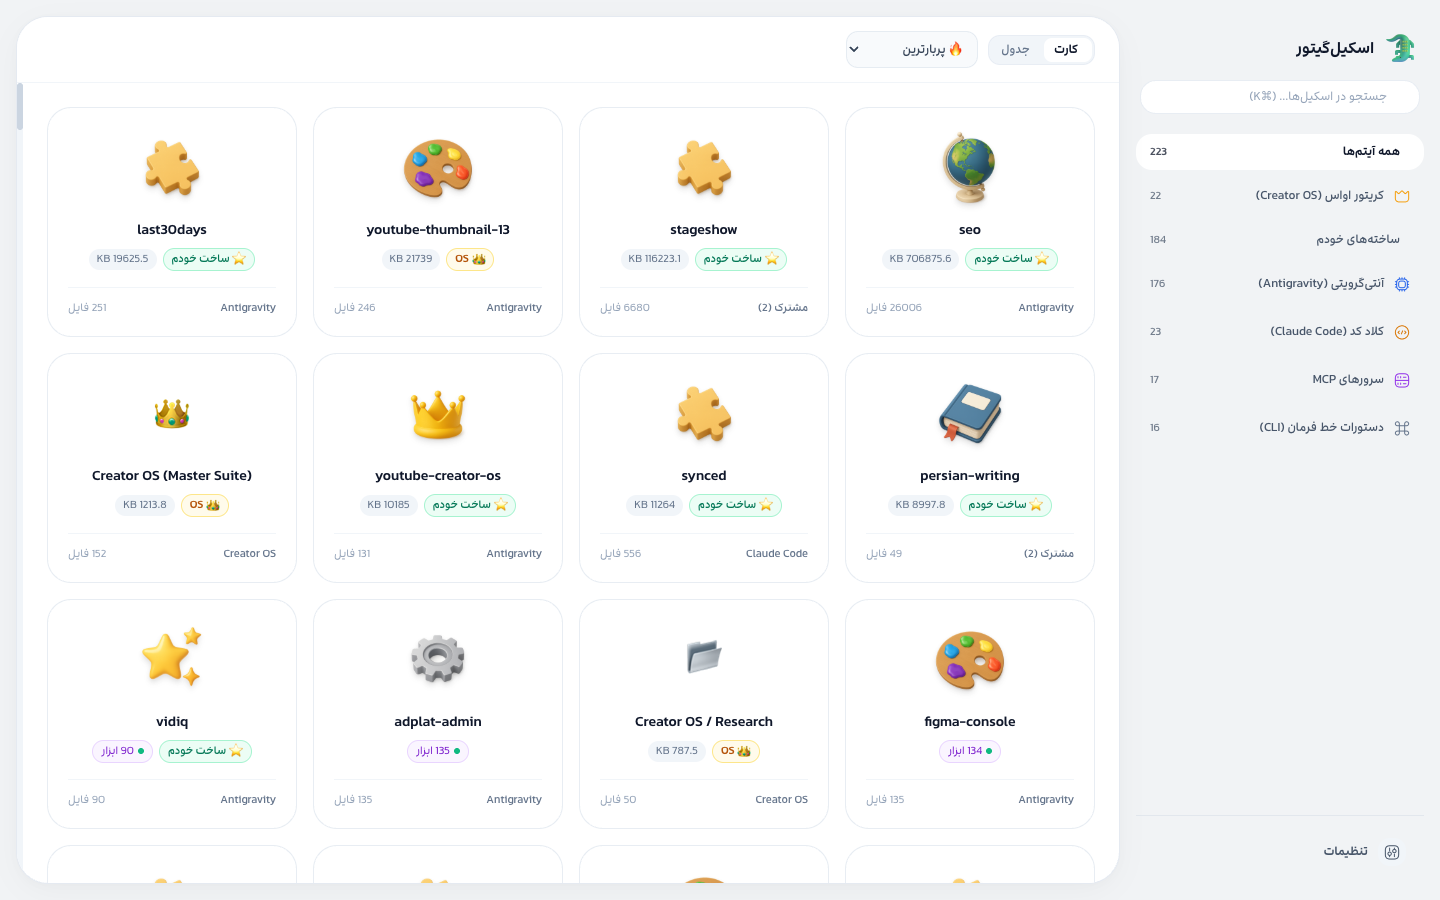 اسکیل‌گیتور
جستجو در اسکیل‌ها... (⌘K)
همه آیتم‌ها 223
کریتور اواس (Creator OS) 22
ساخته‌های خودم 184
آنتی‌گرویتی (Antigravity) 176
کلاد کد (Claude Code) 23
سرورهای MCP 17
دستورات خط فرمان (CLI) 16
تنظیمات
کارت جدول 🔥 پربارترین
seo
⭐ ساخت خودم KB 706875.6
Antigravity 26006 فایل
stageshow
⭐ ساخت خودم KB 116223.1
مشترک (2) 6680 فایل
youtube-thumbnail-13
👑 OS KB 21739
Antigravity 246 فایل
last30days
⭐ ساخت خودم KB 19625.5
Antigravity 251 فایل
persian-writing
⭐ ساخت خودم KB 8997.8
مشترک (2) 49 فایل
synced
⭐ ساخت خودم KB 11264
Claude Code 556 فایل
youtube-creator-os
⭐ ساخت خودم KB 10185
Antigravity 131 فایل
Creator OS (Master Suite)
👑 OS KB 1213.8
Creator OS 152 فایل
figma-console
134 ابزار
Antigravity 135 فایل
Creator OS / Research
👑 OS KB 787.5
Creator OS 50 فایل
adplat-admin
135 ابزار
Antigravity 135 فایل
vidiq
⭐ ساخت خودم 90 ابزار
Antigravity 90 فایل